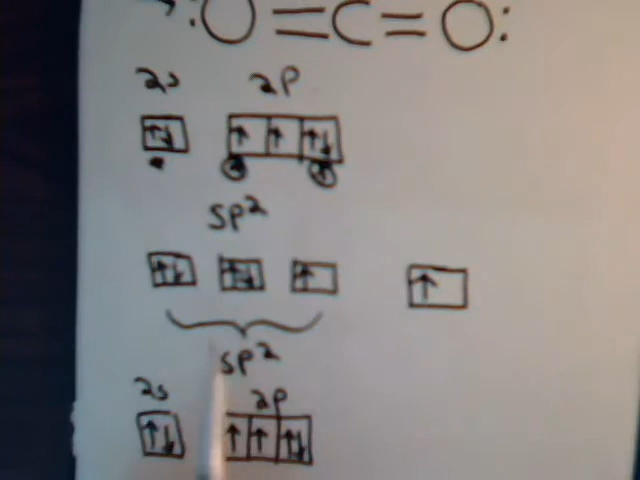 :O=C=O:
2s 2p
↑↓ ↑ ↑ ↑↓
sp²
↑↓ ↑↓ ↑ ↑
sp²
2s 2p
↑↓ ↑ ↑ ↑↓